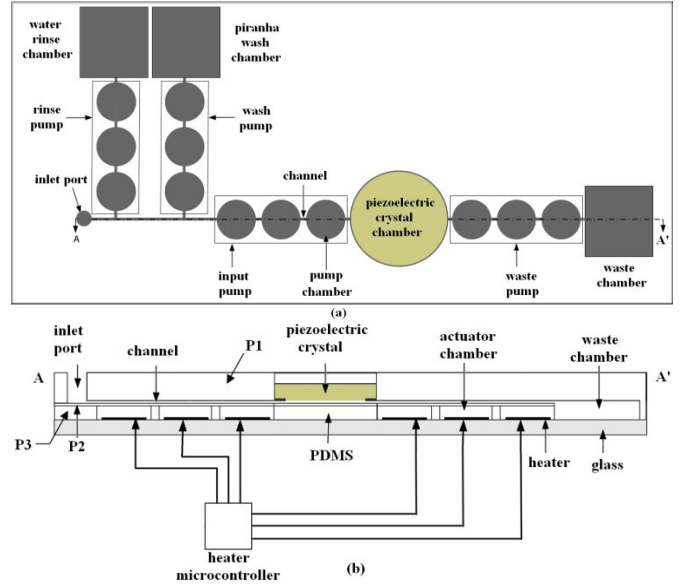 water
rinse
chamber
piranha
wash
chamber
rinse
pump
wash
pump
inlet port
channel
piezoelectric
crystal
chamber
A
A'
input
pump
pump
chamber
waste
pump
waste
chamber
(a)
inlet
port
channel
P1
piezoelectric
crystal
actuator
chamber
waste
chamber
A
A'
P3
P2
PDMS
heater
glass
heater
microcontroller
(b)